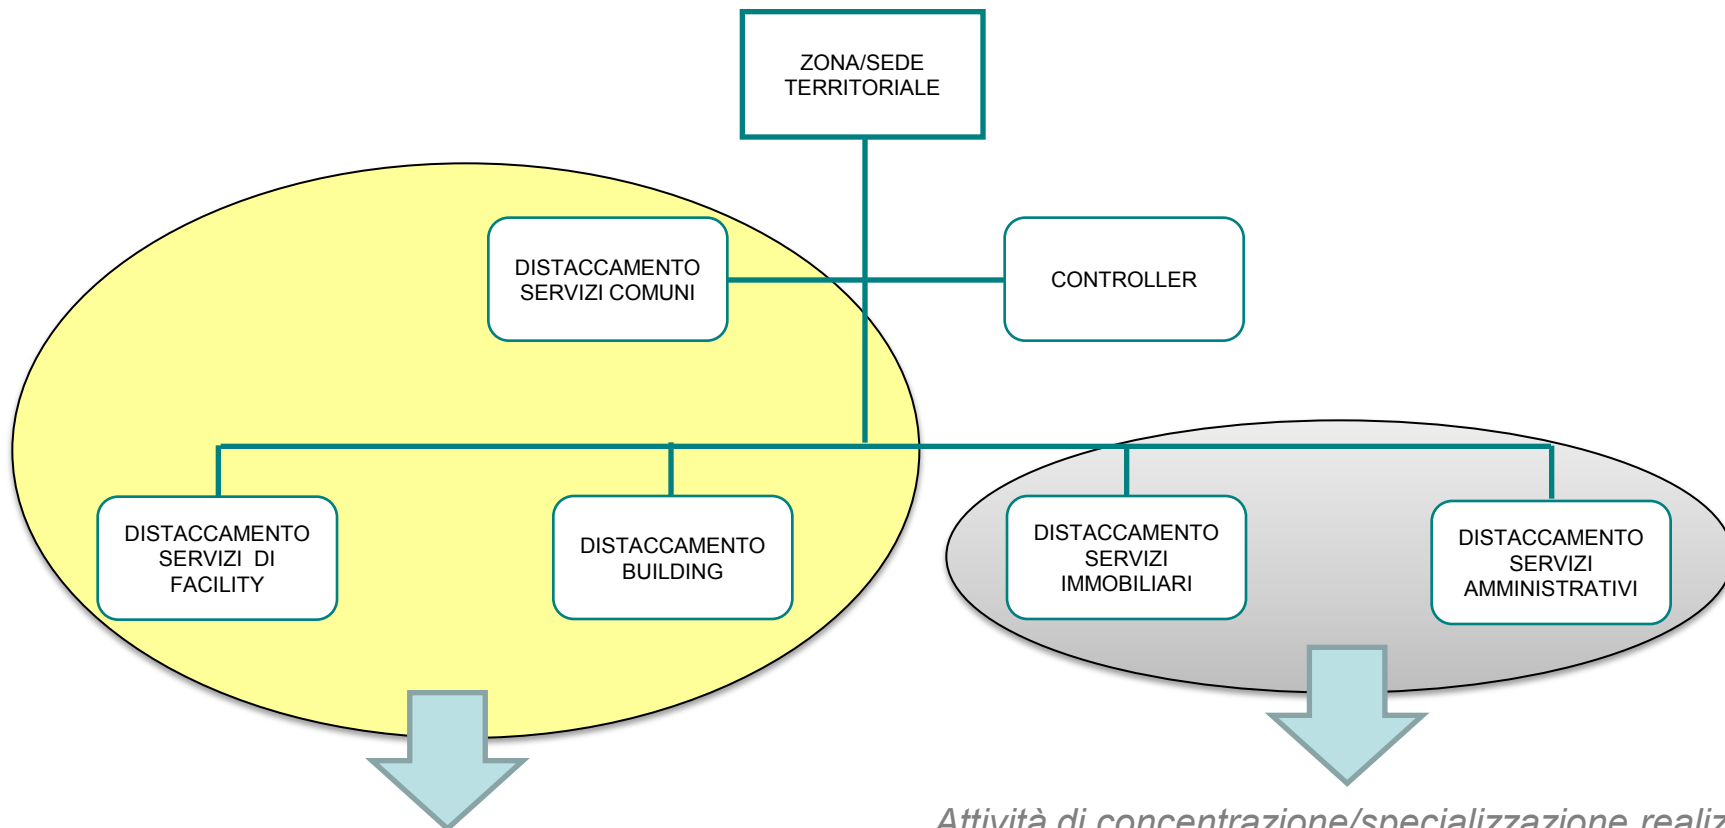 ZONA/SEDE
TERRITORIALE
DISTACCAMENTO
SERVIZI COMUNI
CONTROLLER
DISTACCAMENTO
SERVIZI DI
FACILITY
DISTACCAMENTO
BUILDING
DISTACCAMENTO
SERVIZI
IMMOBILIARI
DISTACCAMENTO
SERVIZI
AMMINISTRATIVI
Attività di concentrazione/specializzazione realiz